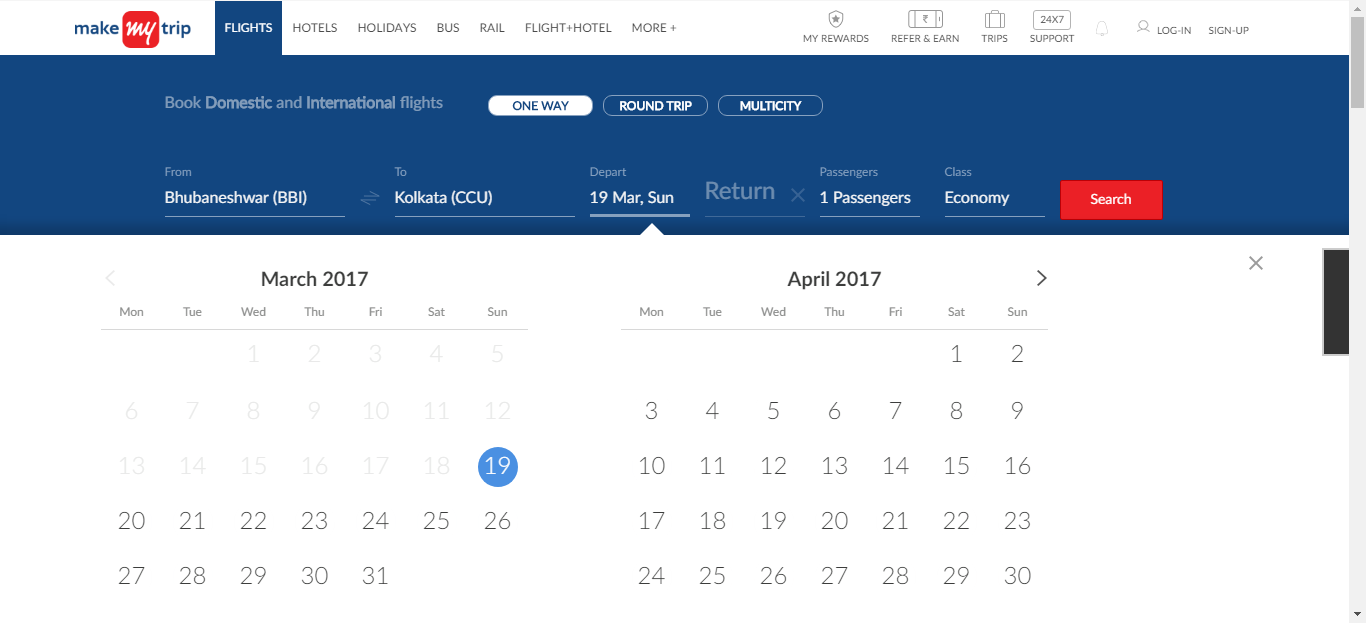 make my trip FLIGHTS HOTELS HOLIDAYS BUS RAIL FLIGHT+HOTEL MORE + MY REWARDS ₹ REFER & EARN TRIPS 24X7 SUPPORT LOG-IN SIGN-UP
Book Domestic and International flights ONE WAY ROUND TRIP MULTICITY
From To Depart Passengers Class
Bhubaneshwar (BBI) Kolkata (CCU) 19 Mar, Sun Return 1 Passengers Economy Search
March 2017
Mon Tue Wed Thu Fri Sat Sun
1 2 3 4 5
6 7 8 9 10 11 12
13 14 15 16 17 18 19
20 21 22 23 24 25 26
27 28 29 30 31
April 2017
Mon Tue Wed Thu Fri Sat Sun
1 2
3 4 5 6 7 8 9
10 11 12 13 14 15 16
17 18 19 20 21 22 23
24 25 26 27 28 29 30